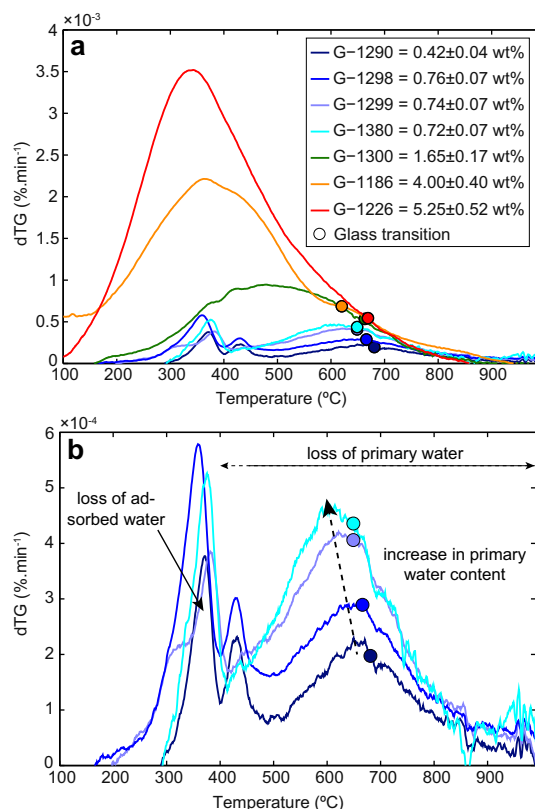 ×10⁻³
a
4
3.5
3
2.5
2
1.5
1
0.5
0
dTG (%.min⁻¹)
G−1290 = 0.42±0.04 wt%
G−1298 = 0.76±0.07 wt%
G−1299 = 0.74±0.07 wt%
G−1380 = 0.72±0.07 wt%
G−1300 = 1.65±0.17 wt%
G−1186 = 4.00±0.40 wt%
G−1226 = 5.25±0.52 wt%
Glass transition
100 200 300 400 500 600 700 800 900
Temperature (ºC)
×10⁻⁴
b
6
5
4
3
2
1
0
dTG (%.min⁻¹)
loss of primary water
loss of ad-
sorbed water
increase in primary
water content
100 200 300 400 500 600 700 800 900
Temperature (ºC)